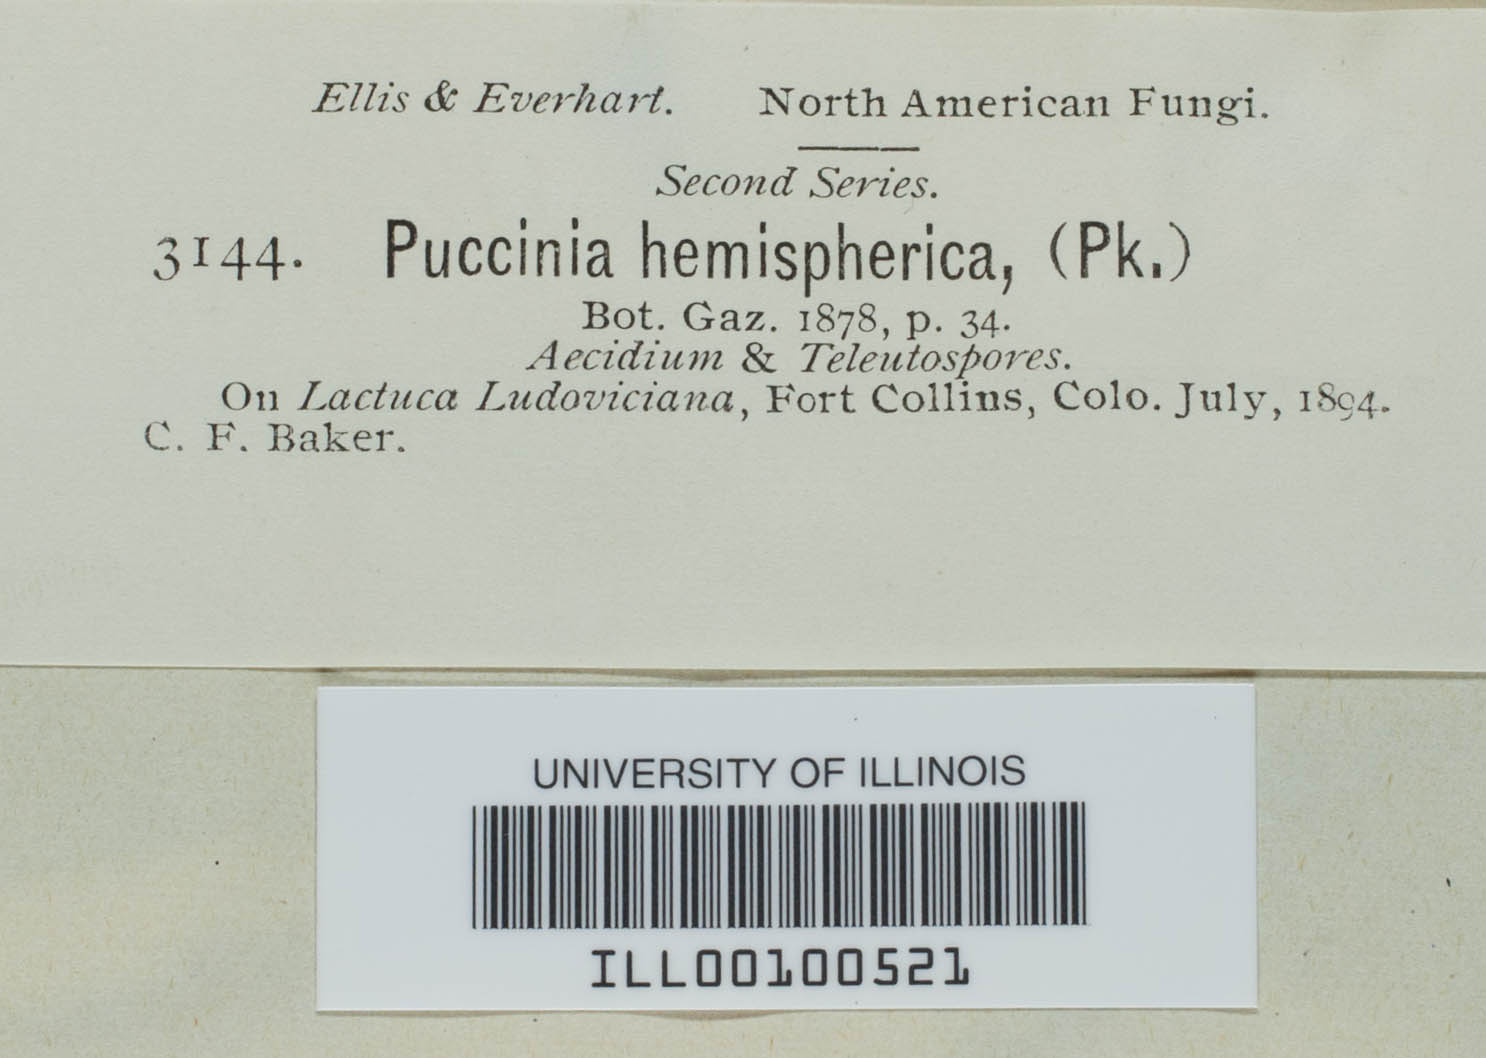 Ellis & Everhart. North American Fungi.
Second Series.
3144. Puccinia hemispherica, (Pk.)
Bot. Gaz. 1878, p. 34.
Aecidium & Teleutospores.
On Lactuca Ludoviciana, Fort Collins, Colo. July, 1894.
C. F. Baker.
UNIVERSITY OF ILLINOIS
ILL00100521